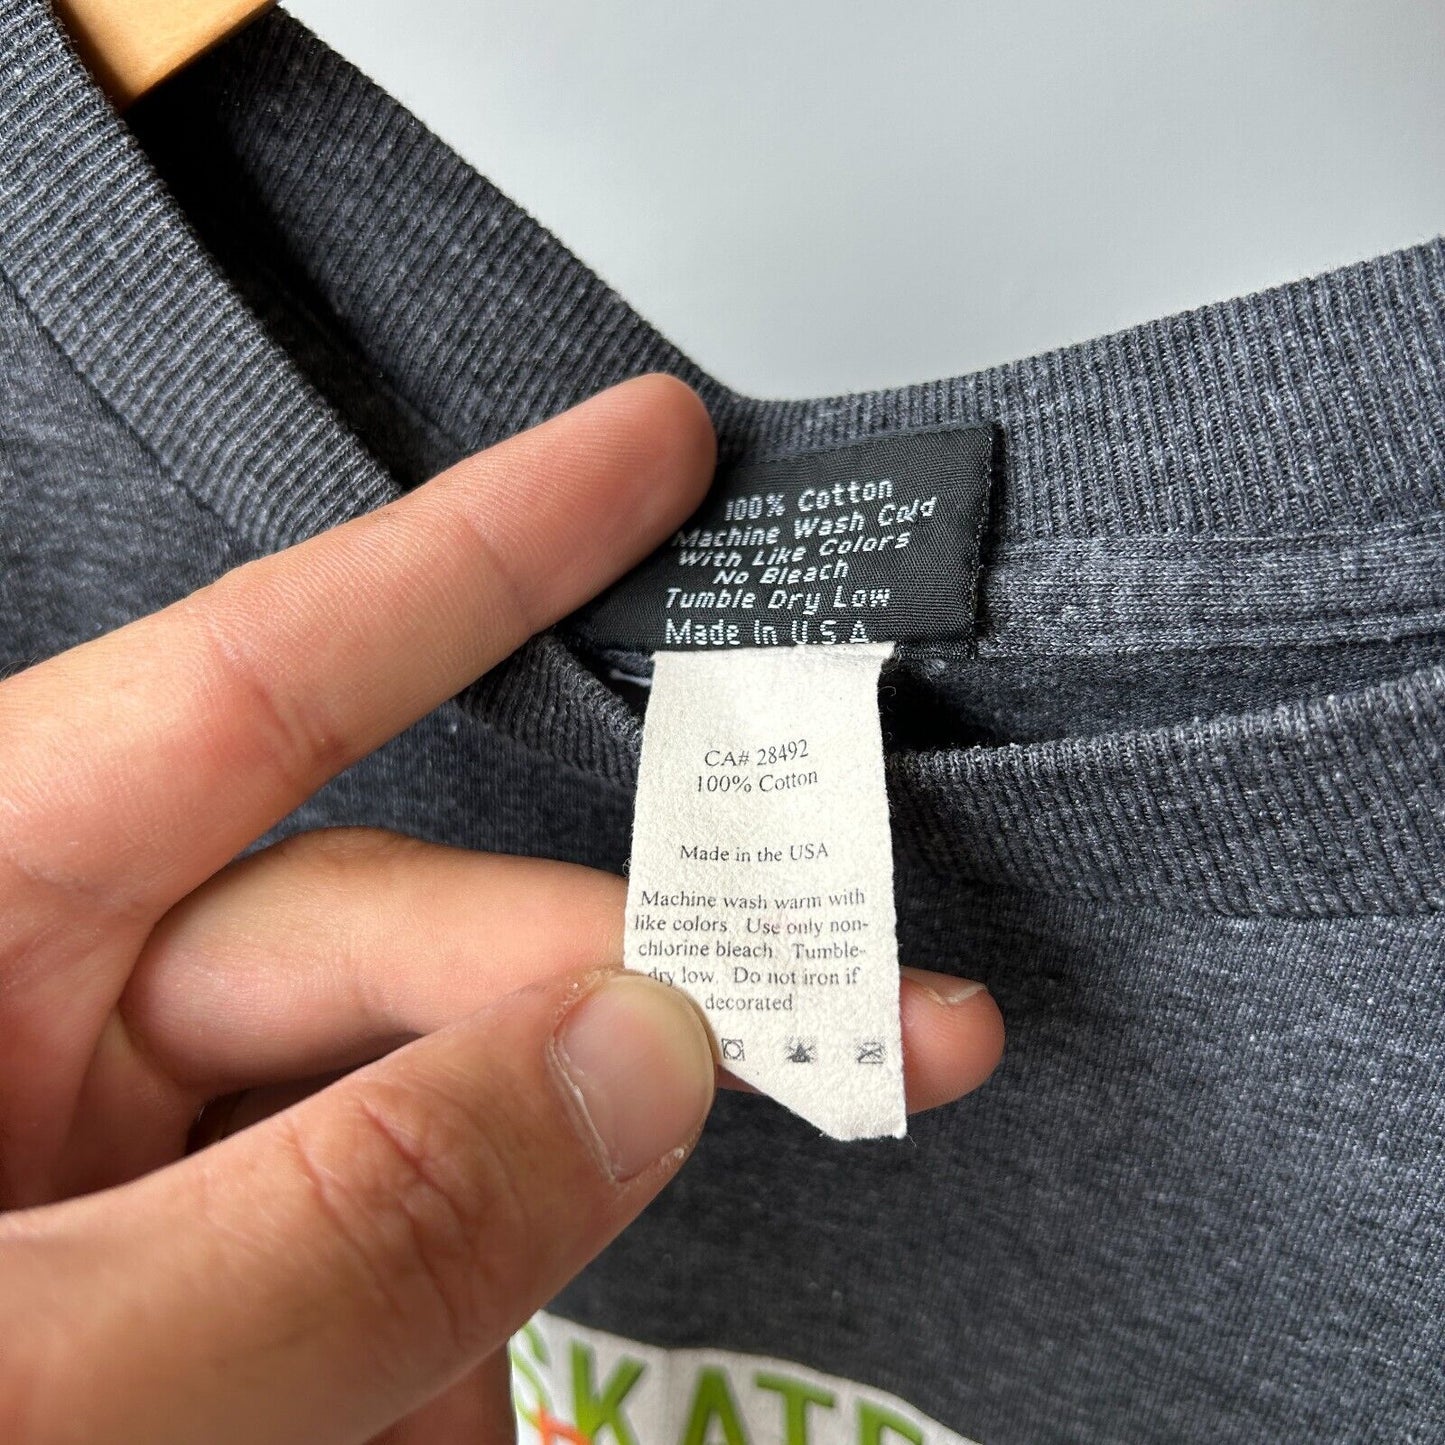 100% Cotton
Machine Wash Cold
With Like Colors
No Bleach
Tumble Dry Low
Made In U.S.A
CA# 28492
100% Cotton
Made in the USA
Machine wash warm with
like colors Use only non-
chlorine bleach Tumble-
dry low. Do not iron if
decorated
SKATE